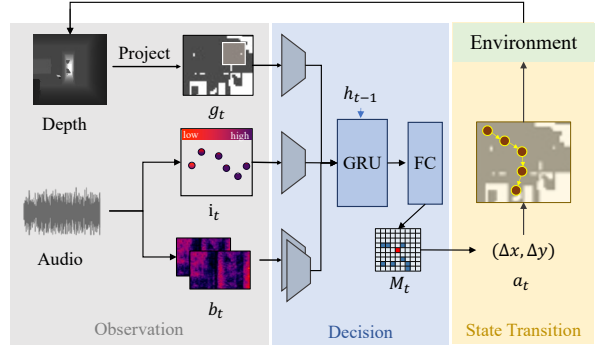 Project
Environment
g_t
Depth
h_{t-1}
low high
GRU
FC
i_t
Audio
M_t
(Δx, Δy)
a_t
b_t
Observation
Decision
State Transition